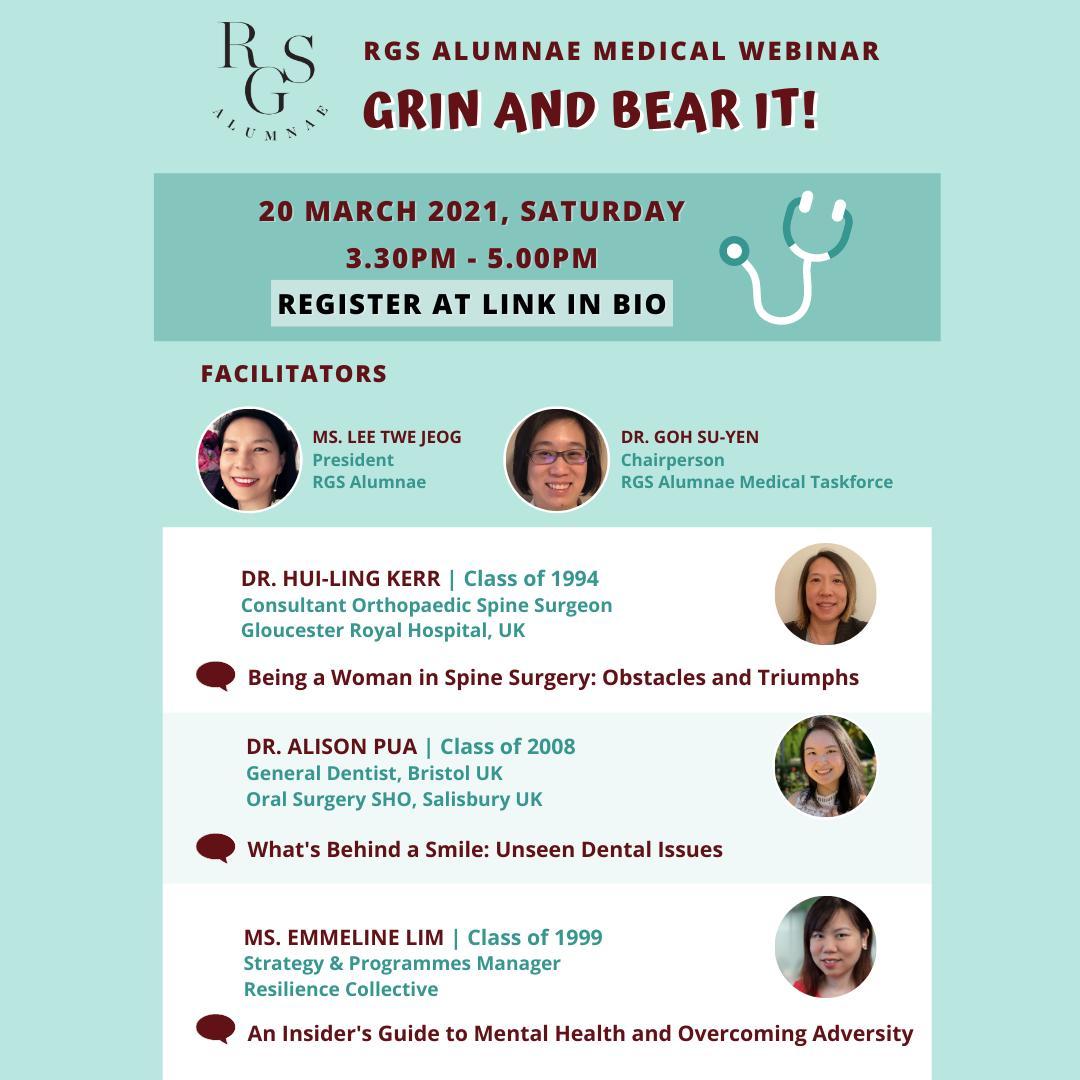 RGS
ALUMNAE
RGS ALUMNAE MEDICAL WEBINAR
GRIN AND BEAR IT!
20 MARCH 2021, SATURDAY
3.30PM - 5.00PM
REGISTER AT LINK IN BIO
FACILITATORS
MS. LEE TWE JEOG
President
RGS Alumnae
DR. GOH SU-YEN
Chairperson
RGS Alumnae Medical Taskforce
DR. HUI-LING KERR | Class of 1994
Consultant Orthopaedic Spine Surgeon
Gloucester Royal Hospital, UK
Being a Woman in Spine Surgery: Obstacles and Triumphs
DR. ALISON PUA | Class of 2008
General Dentist, Bristol UK
Oral Surgery SHO, Salisbury UK
What's Behind a Smile: Unseen Dental Issues
MS. EMMELINE LIM | Class of 1999
Strategy & Programmes Manager
Resilience Collective
An Insider's Guide to Mental Health and Overcoming Adversity